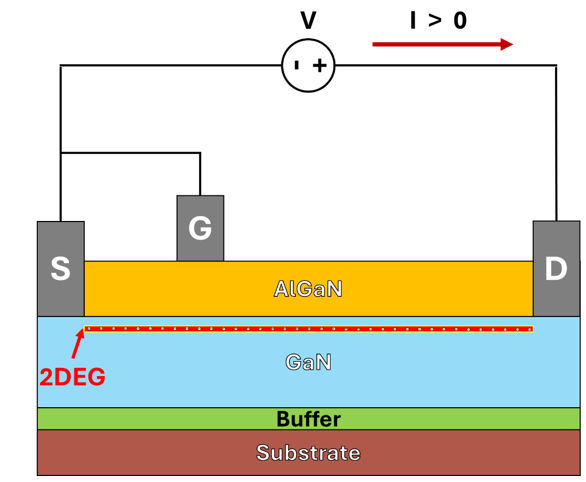 V
I > 0
- +
G
S
D
AlGaN
2DEG
GaN
Buffer
Substrate